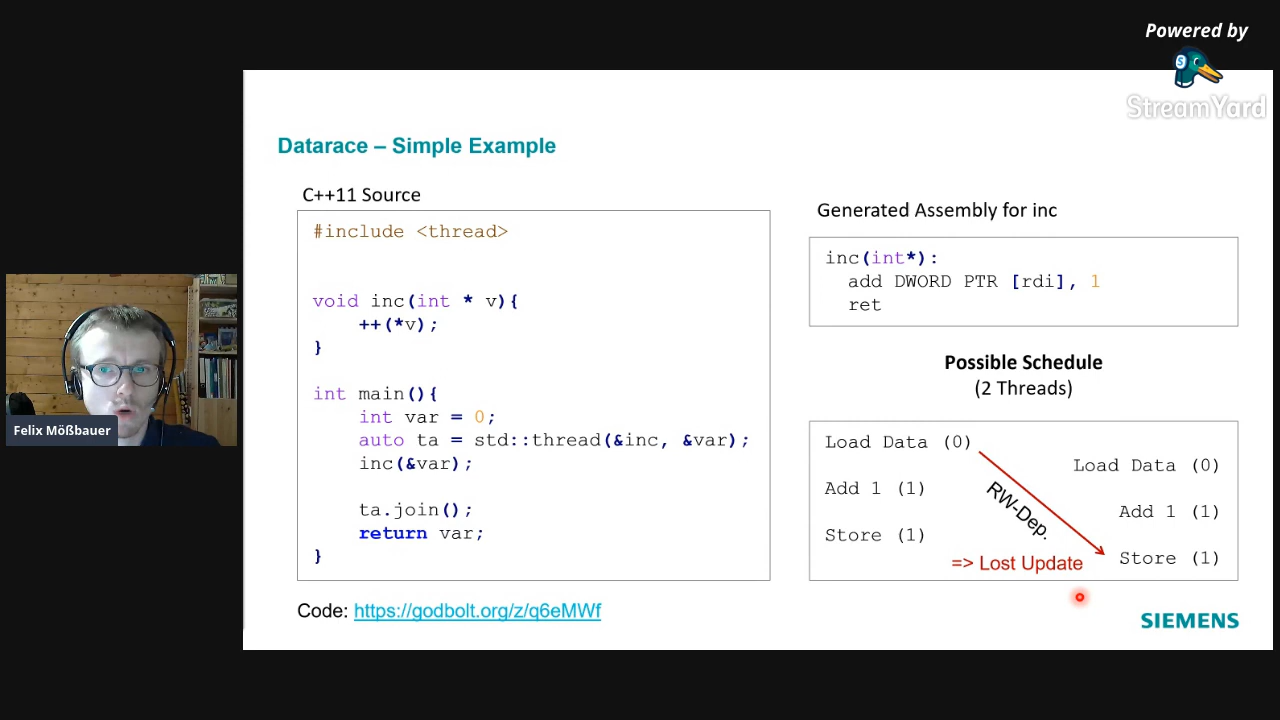 Powered by
StreamYard
Datarace – Simple Example
C++11 Source
#include <thread>
void inc(int * v){
++(*v);
}
int main(){
int var = 0;
auto ta = std::thread(&inc, &var);
inc(&var);
ta.join();
return var;
}
Code: https://godbolt.org/z/q6eMWf
Generated Assembly for inc
inc(int*):
add DWORD PTR [rdi], 1
ret
Possible Schedule
(2 Threads)
Load Data (0)
Load Data (0)
Add 1 (1)
RW-Dep.
Add 1 (1)
Store (1)
Store (1)
=> Lost Update
SIEMENS
Felix Mößbauer